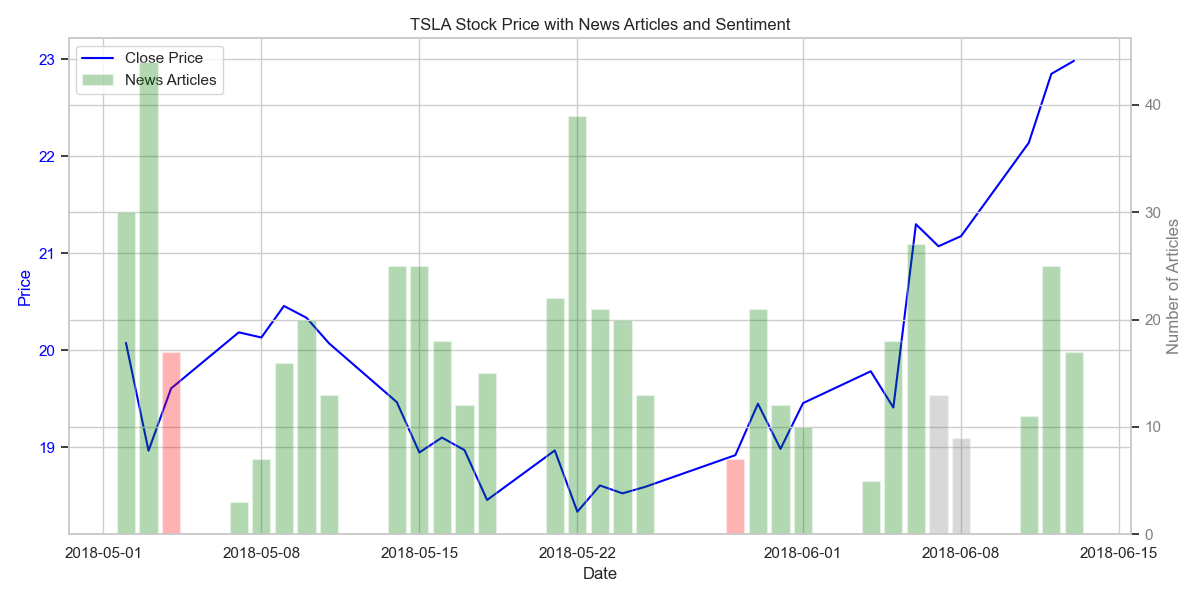 TSLA Stock Price with News Articles and Sentiment
Close Price
News Articles
23
22
21
20
19
Price
40
30
20
10
0
Number of Articles
2018-05-01
2018-05-08
2018-05-15
2018-05-22
2018-06-01
2018-06-08
2018-06-15
Date